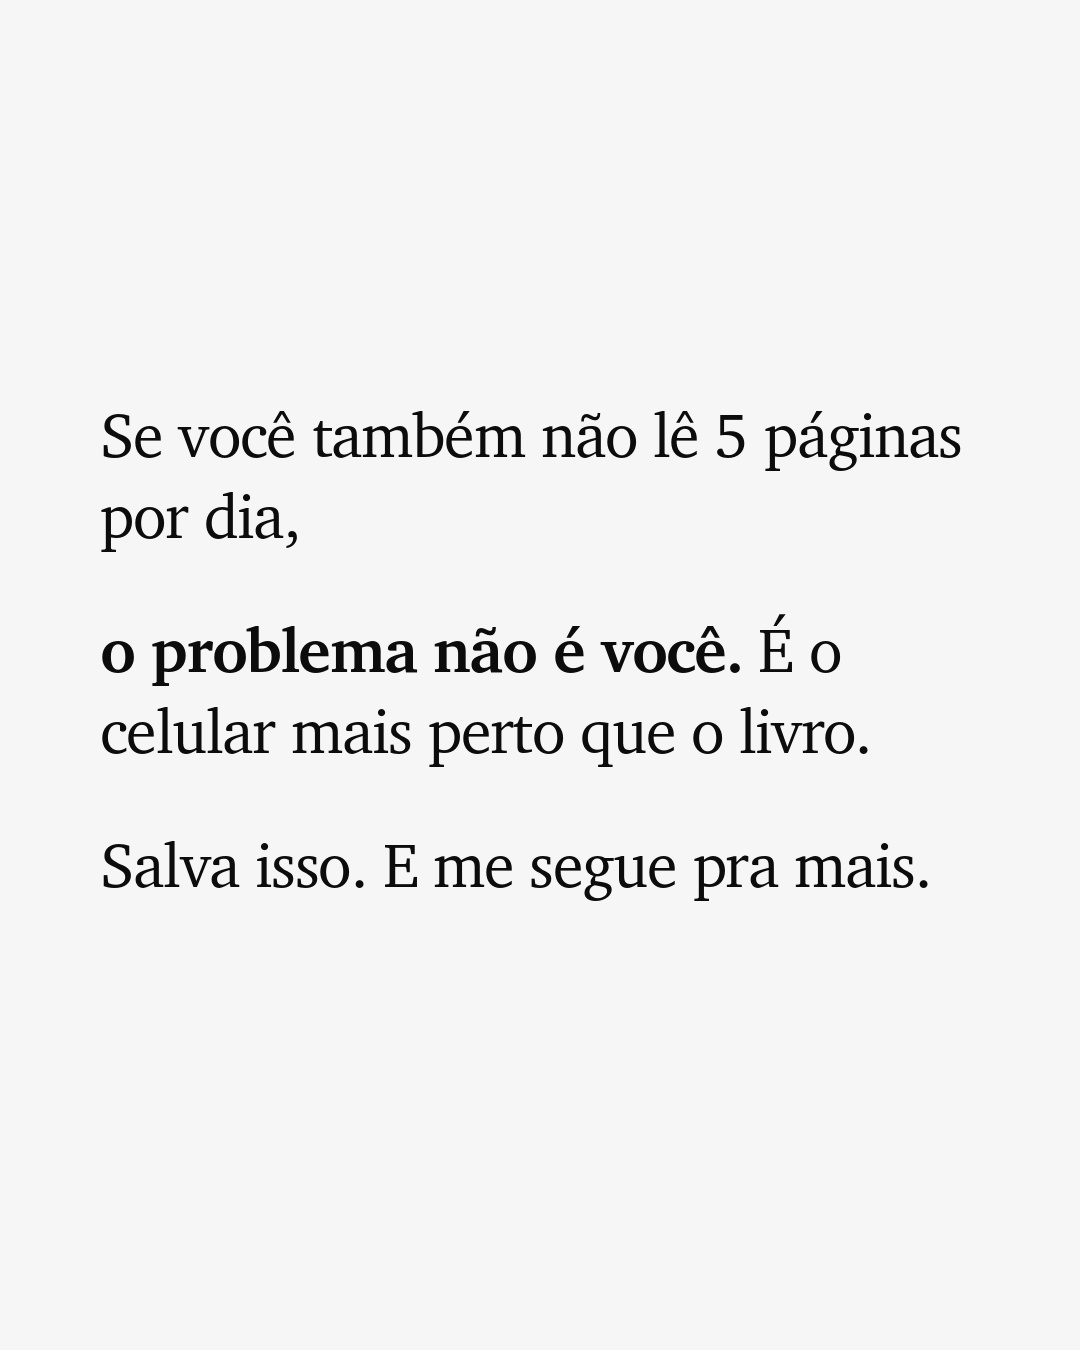 Se você também não lê 5 páginas
por dia,
o problema não é você. É o
celular mais perto que o livro.
Salva isso. E me segue pra mais.